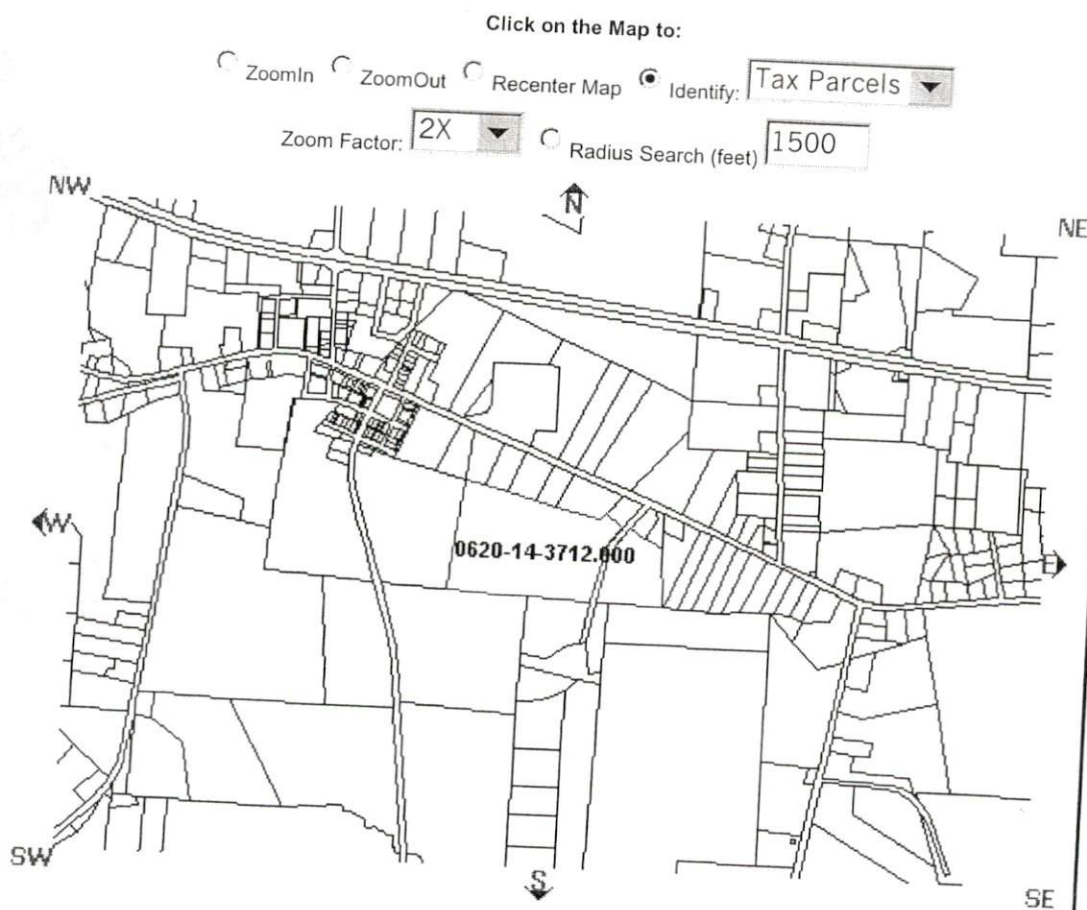 Click on the Map to:
ZoomIn ZoomOut Recenter Map Identify: Tax Parcels
Zoom Factor: 2X Radius Search (feet) 1500
NW N NE
W 0620-14-3712.000 E
SW S SE